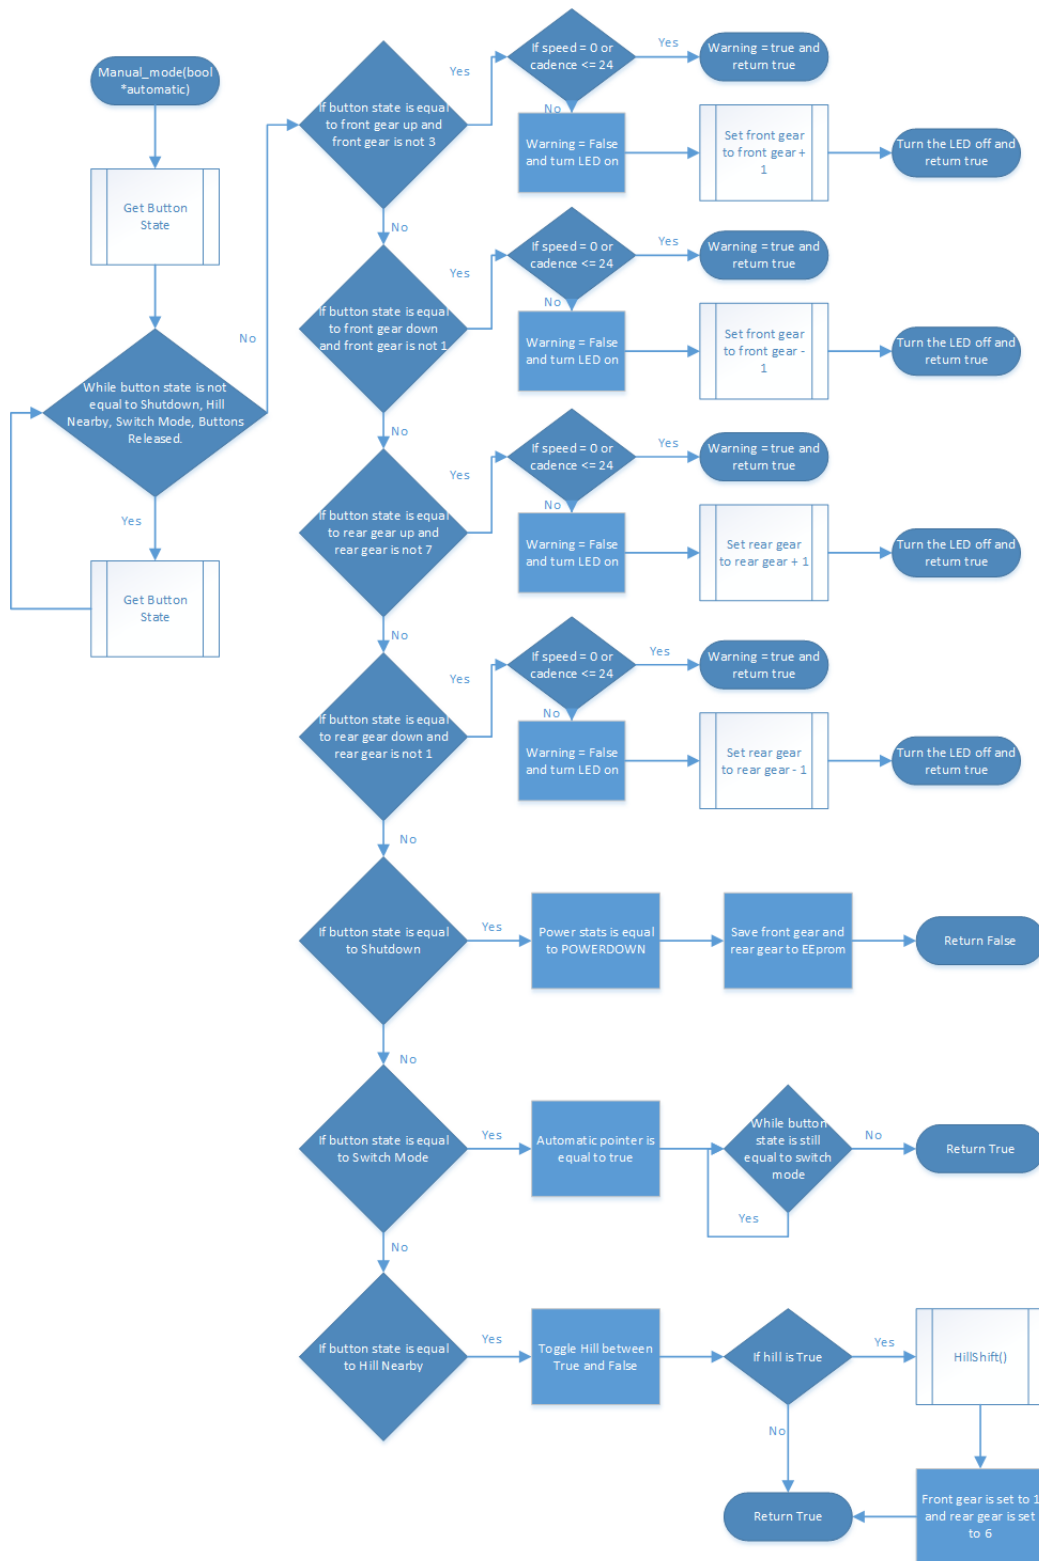 Manual_mode(bool
*automatic)
Get Button
State
While button state is not
equal to Shutdown, Hill
Nearby, Switch Mode, Buttons
Released.
No
Yes
Get Button
State
If button state is equal
to front gear up and
front gear is not 3
Yes
If speed = 0 or
cadence <= 24
Yes
Warning = true and
return true
No
Warning = False
and turn LED on
Set front gear
to front gear +
1
Turn the LED off and
return true
No
If button state is equal
to front gear down
and front gear is not 1
Yes
If speed = 0 or
cadence <= 24
Yes
Warning = true and
return true
No
Warning = False
and turn LED on
Set front gear
to front gear -
1
Turn the LED off and
return true
No
If button state is equal
to rear gear up and
rear gear is not 7
Yes
If speed = 0 or
cadence <= 24
Yes
Warning = true and
return true
No
Warning = False
and turn LED on
Set rear gear
to rear gear + 1
Turn the LED off and
return true
No
If button state is equal
to rear gear down and
rear gear is not 1
Yes
If speed = 0 or
cadence <= 24
Yes
Warning = true and
return true
No
Warning = False
and turn LED on
Set rear gear
to rear gear - 1
Turn the LED off and
return true
No
If button state is equal
to Shutdown
Yes
Power stats is equal
to POWERDOWN
Save front gear and
rear gear to EEprom
Return False
No
If button state is equal
to Switch Mode
Yes
Automatic pointer is
equal to true
While button
state is still
equal to switch
mode
No
Return True
Yes
No
If button state is equal
to Hill Nearby
Yes
Toggle Hill between
True and False
If hill is True
Yes
HillShift()
No
Front gear is set to 1
and rear gear is set
to 6
Return True